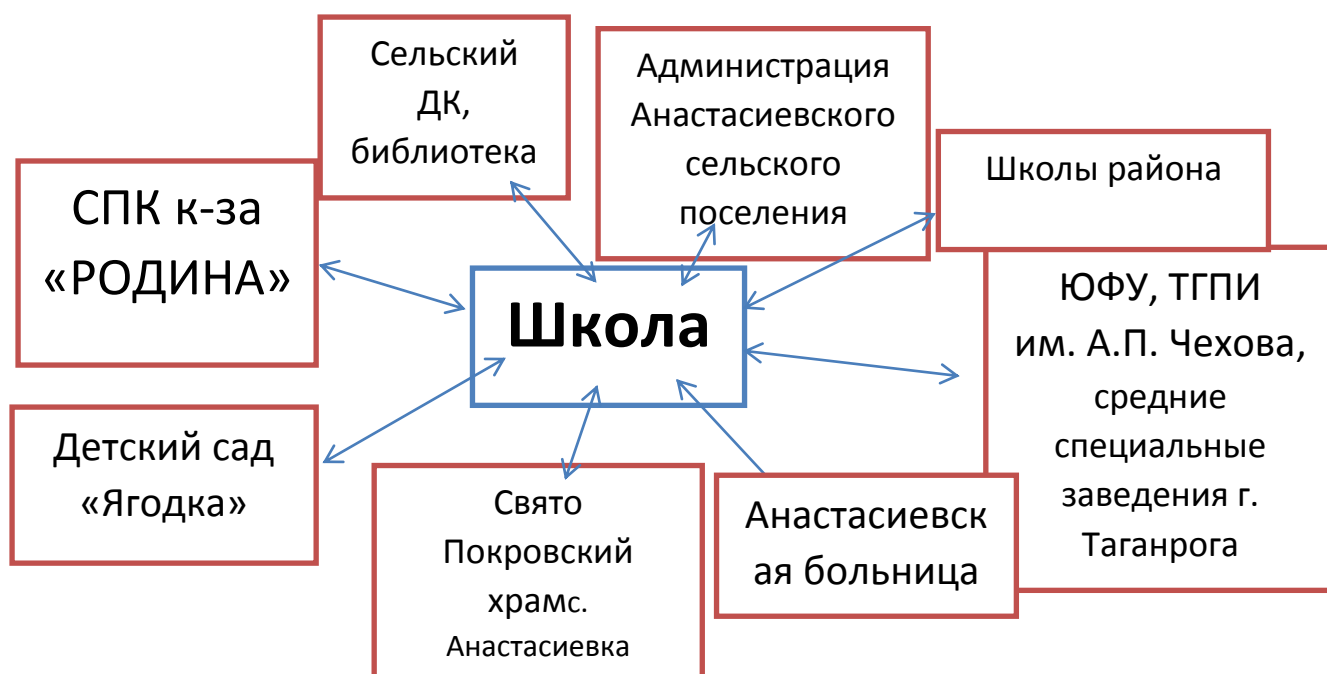 Сельский
ДК,
библиотека
Администрация
Анастасиевского
сельского
поселения
Школы района
СПК к-за
«РОДИНА»
Школа
ЮФУ, ТГПИ
им. А.П. Чехова,
средние
специальные
заведения г.
Таганрога
Детский сад
«Ягодка»
Свято
Покровский
храмс.
Анастасиевка
Анастасиевск
ая больница